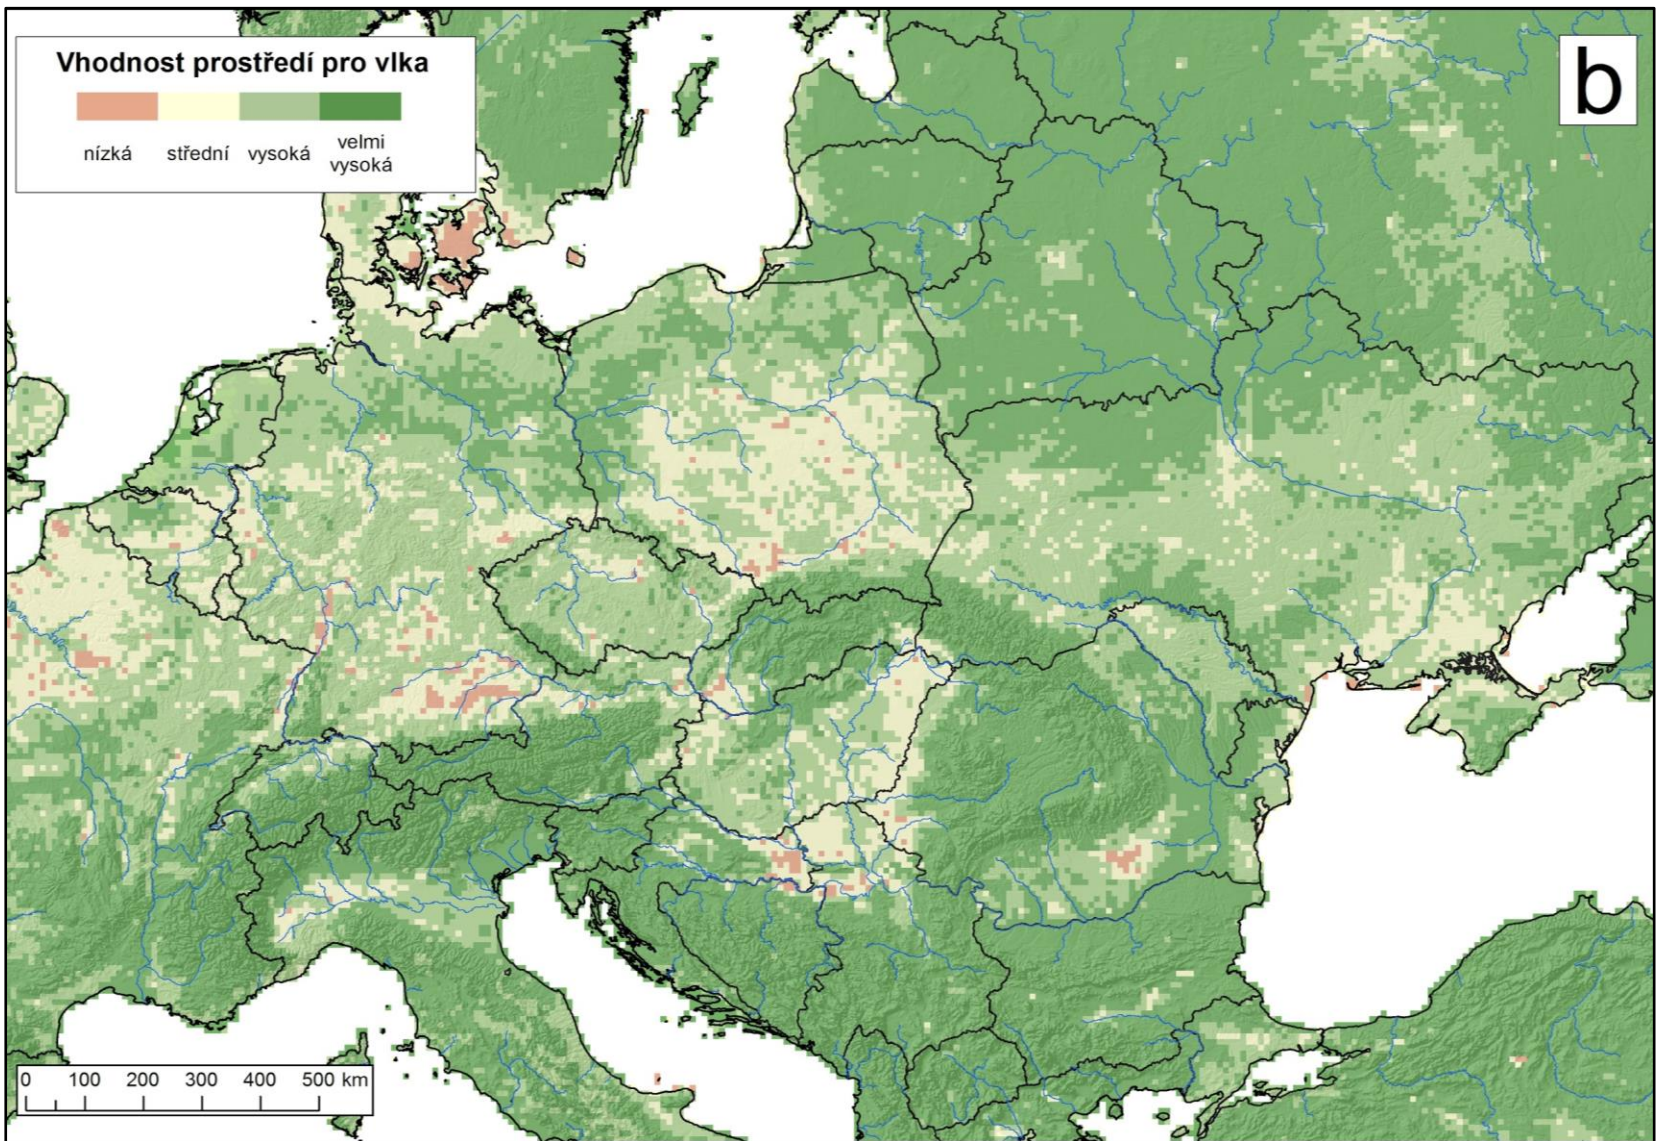 Vhodnost prostředí pro vlka
nízká střední vysoká velmi
vysoká
b
0 100 200 300 400 500 km